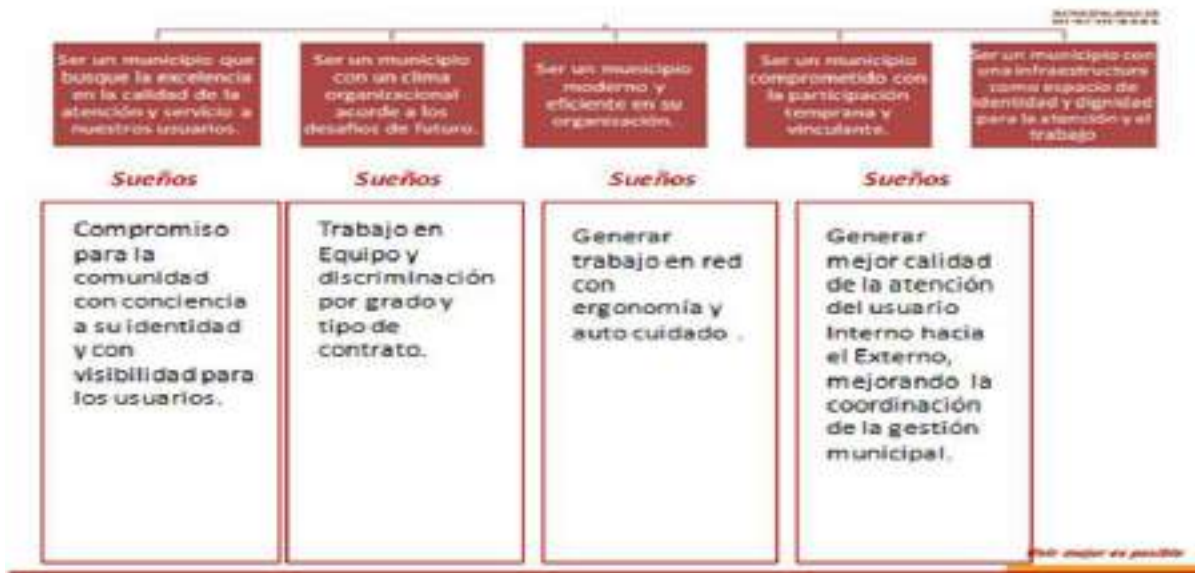 Ser un municipio que
busque la excelencia
en la calidad de la
atención y servicio a
nuestros usuarios.
Ser un municipio
con un clima
organizacional
acorde a los
desafíos de futuro.
Ser un municipio
moderno y
eficiente en su
organización.
Ser un municipio
comprometido con
la participación
temprana y
vinculante.
Ser un municipio con
una infraestructura
como espacio de
identidad y dignidad
para la atención y el
trabajo
Sueños
Sueños
Sueños
Sueños
Compromiso
para la
comunidad
con conciencia
a su identidad
y con
visibilidad para
los usuarios.
Trabajo en
Equipo y
discriminación
por grado y
tipo de
contrato.
Generar
trabajo en red
con
ergonomía y
auto cuidado .
Generar
mejor calidad
de la atención
del usuario
Interno hacia
el Externo,
mejorando la
coordinación
de la gestión
municipal.
mejor es posible